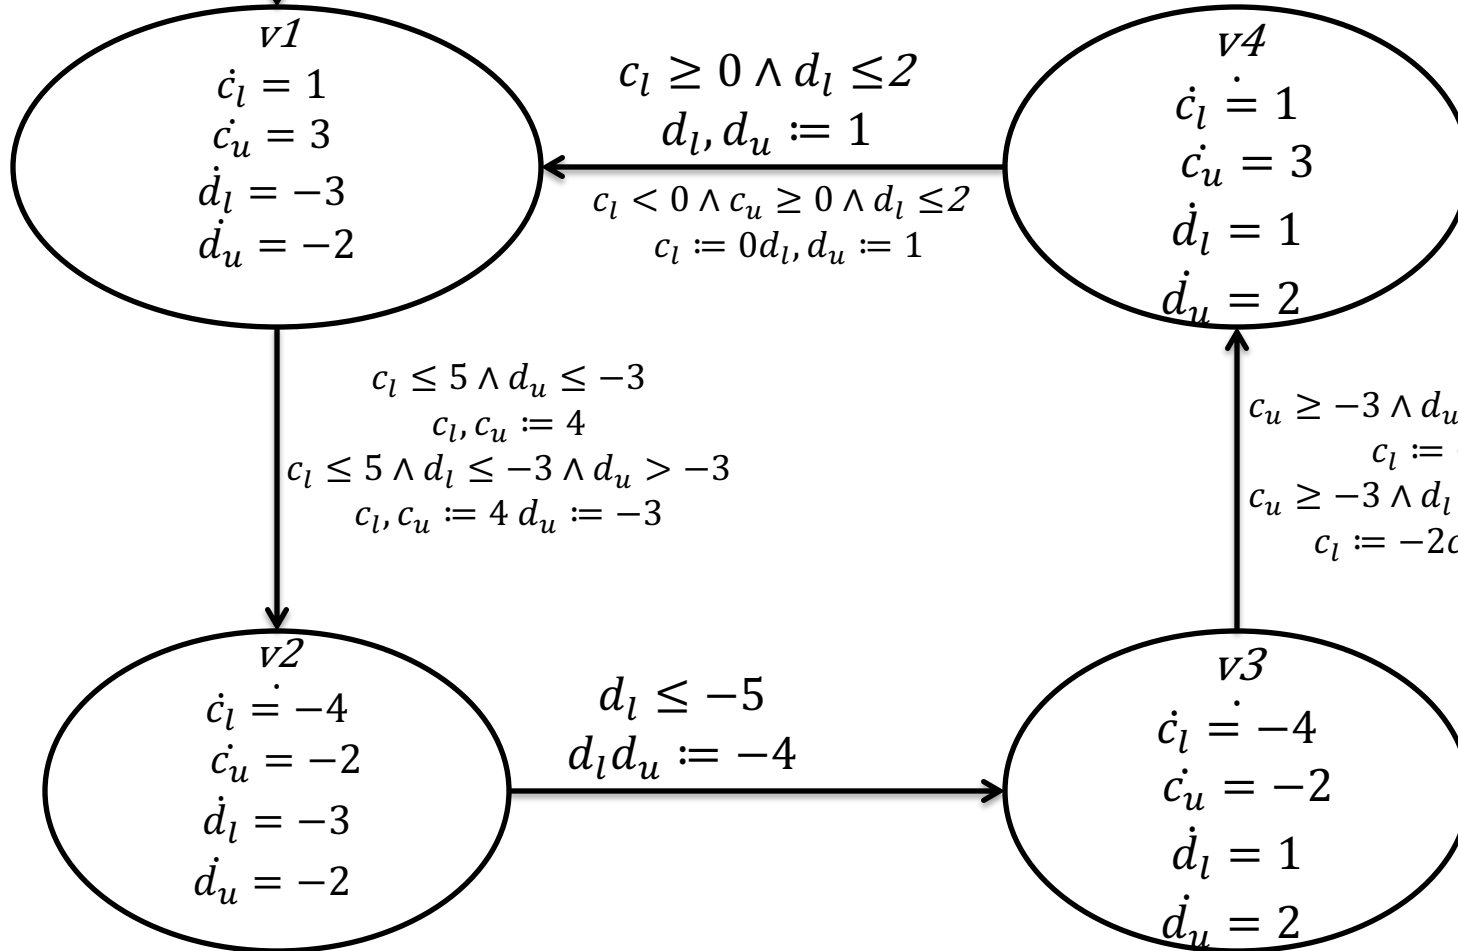 v1
ċ_l = 1
ċ_u = 3
ḋ_l = −3
ḋ_u = −2
c_l ≥ 0 ∧ d_l ≤2
d_l, d_u ≔ 1
c_l < 0 ∧ c_u ≥ 0 ∧ d_l ≤2
c_l ≔ 0d_l, d_u ≔ 1
v4
ċ_l = 1
ċ_u = 3
ḋ_l = 1
ḋ_u = 2
c_l ≤ 5 ∧ d_u ≤ −3
c_l, c_u ≔ 4
c_l ≤ 5 ∧ d_l ≤ −3 ∧ d_u > −3
c_l, c_u ≔ 4 d_u ≔ −3
c_u ≥ −3 ∧ d_u
c_l ≔
c_u ≥ −3 ∧ d_l
c_l ≔ −2
v2
ċ_l = −4
ċ_u = −2
ḋ_l = −3
ḋ_u = −2
d_l ≤ −5
d_l d_u ≔ −4
v3
ċ_l = −4
ċ_u = −2
ḋ_l = 1
ḋ_u = 2